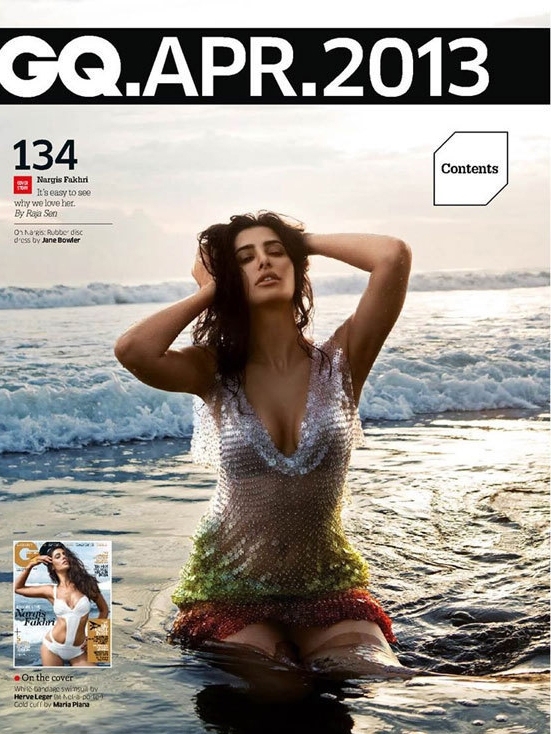 GQ.APR.2013
134
COVER STORY
Nargis Fakhri
It's easy to see
why we love her.
By Raja Sen
On Nargis: Rubber disc
dress by Jane Bowler
Contents
GQ
Nargis
Fakhri
On the cover
White bandage swimsuit by
Herve Leger
Gold cuff by Maria Piana